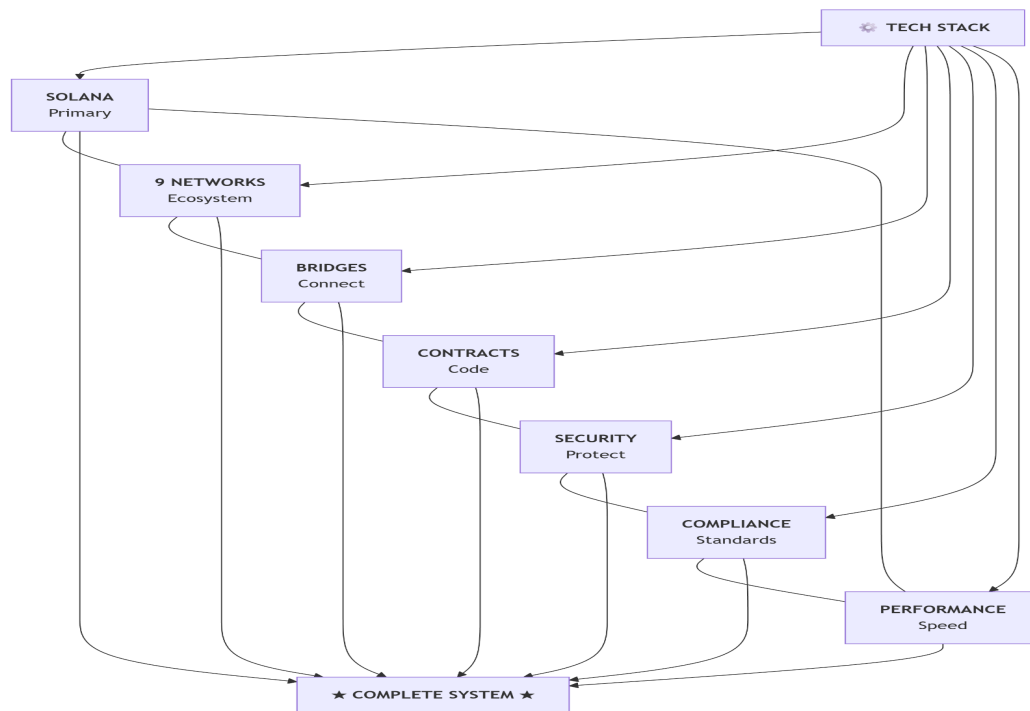 TECH STACK
SOLANA
Primary
9 NETWORKS
Ecosystem
BRIDGES
Connect
CONTRACTS
Code
SECURITY
Protect
COMPLIANCE
Standards
PERFORMANCE
Speed
★ COMPLETE SYSTEM ★